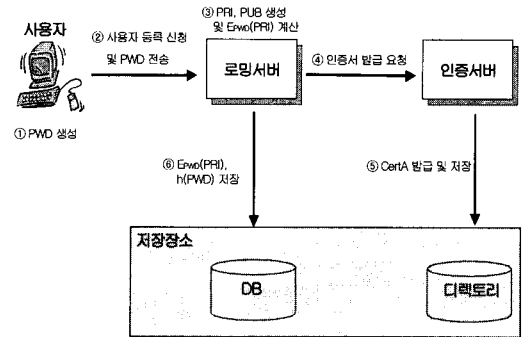 사용자
① PWD 생성
② 사용자 등록 신청
및 PWD 전송
③ PRI, PUB 생성
및 EPWD(PRI) 계산
로밍서버
④ 인증서 발급 요청
인증서버
⑥ EPWD(PRI),
h(PWD) 저장
⑤ CertA 발급 및 저장
저장장소
DB
디렉토리